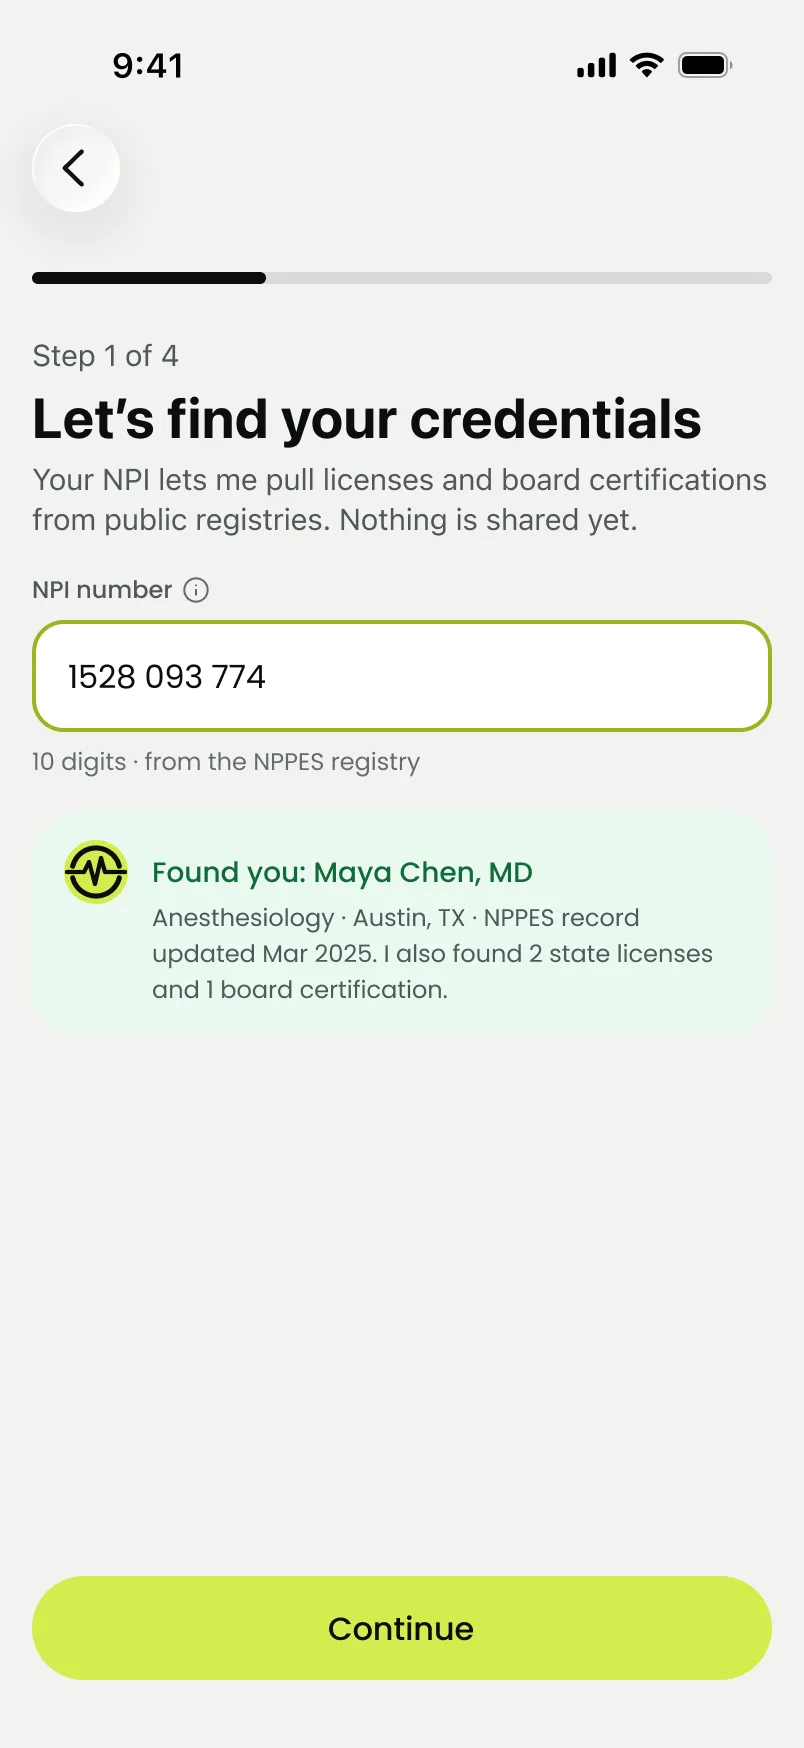 9:41
Step 1 of 4
Let’s find your credentials
Your NPI lets me pull licenses and board certifications
from public registries. Nothing is shared yet.
NPI number
1528 093 774
10 digits · from the NPPES registry
Found you: Maya Chen, MD
Anesthesiology · Austin, TX · NPPES record
updated Mar 2025. I also found 2 state licenses
and 1 board certification.
Continue